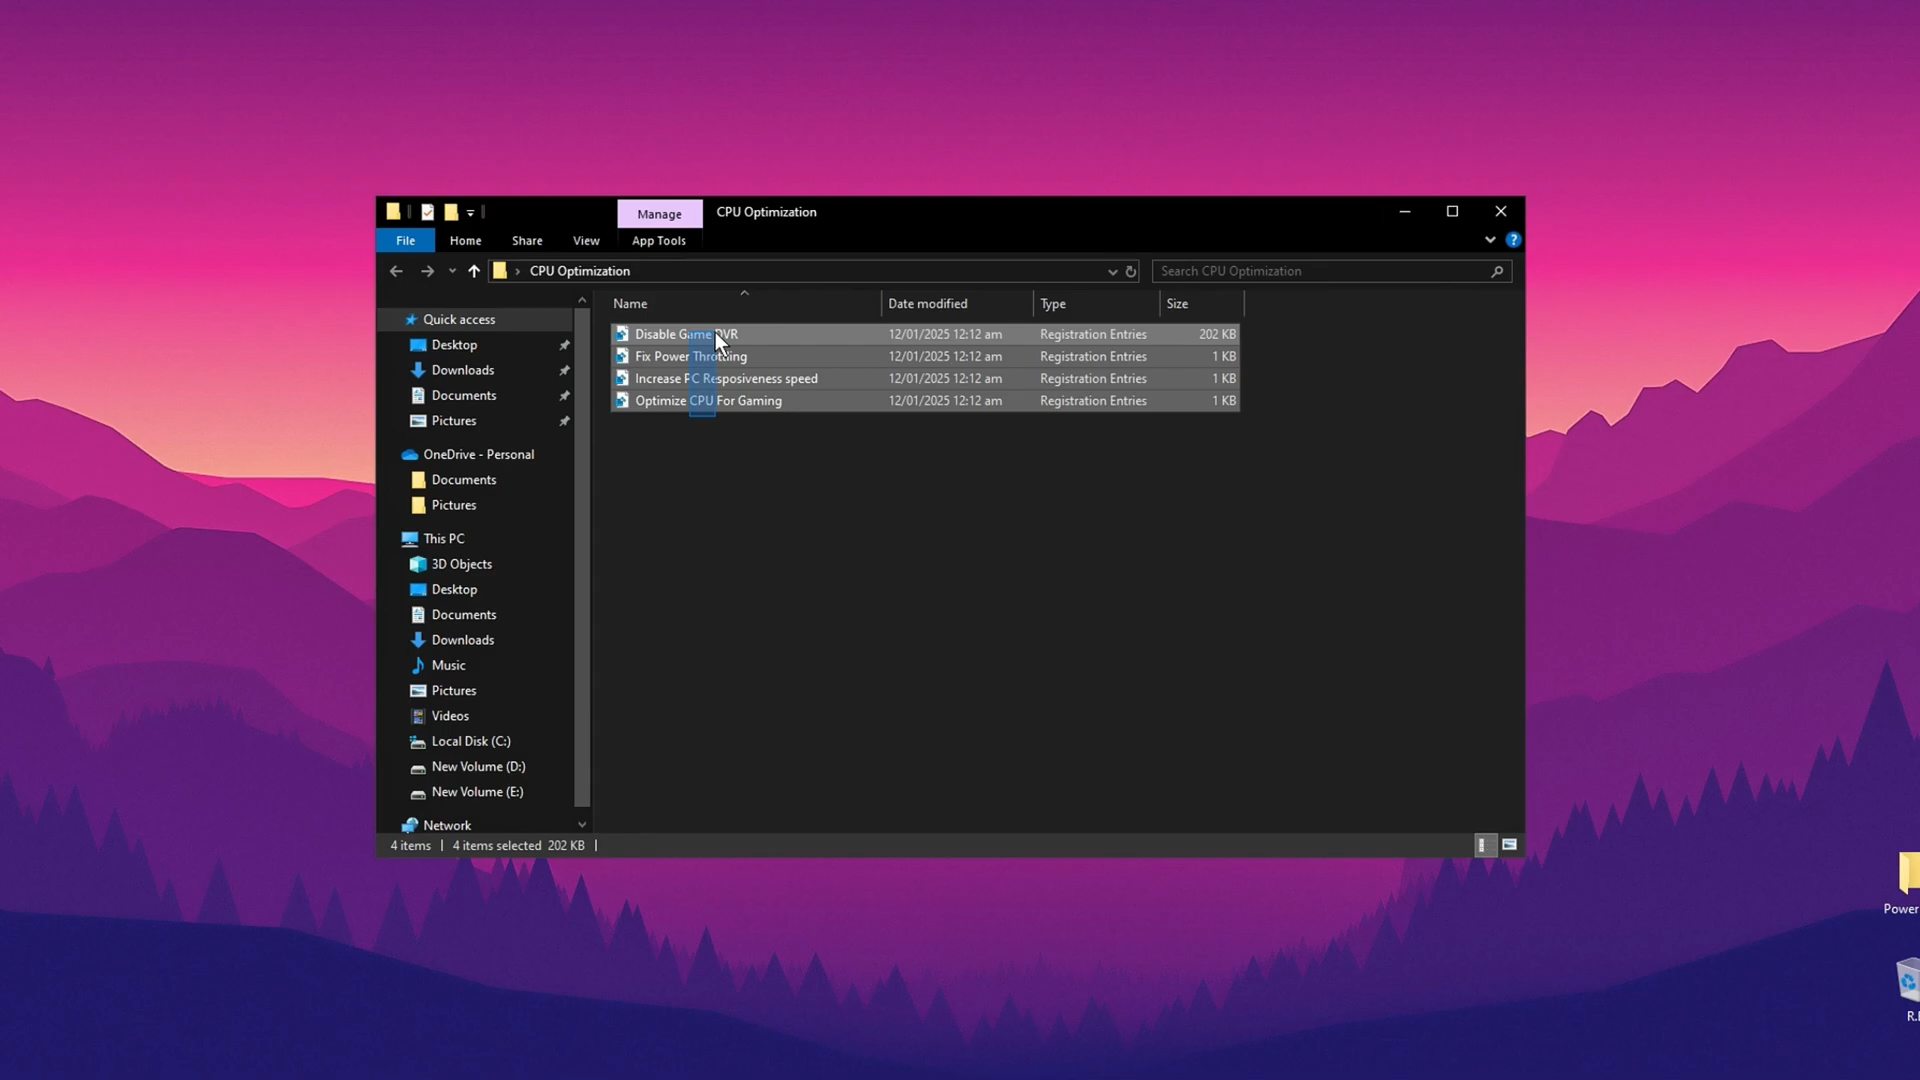 Manage
CPU Optimization
File
Home
Share
View
App Tools
CPU Optimization
Search CPU Optimization
Name
Date modified
Type
Size
Disable Game DVR
12/01/2025 12:12 am
Registration Entries
202 KB
Fix Power Throttling
12/01/2025 12:12 am
Registration Entries
1 KB
Increase PC Resposiveness speed
12/01/2025 12:12 am
Registration Entries
1 KB
Optimize CPU For Gaming
12/01/2025 12:12 am
Registration Entries
1 KB
Quick access
Desktop
Downloads
Documents
Pictures
OneDrive - Personal
Documents
Pictures
This PC
3D Objects
Desktop
Documents
Downloads
Music
Pictures
Videos
Local Disk (C:)
New Volume (D:)
New Volume (E:)
Network
4 items
4 items selected 202 KB
Power